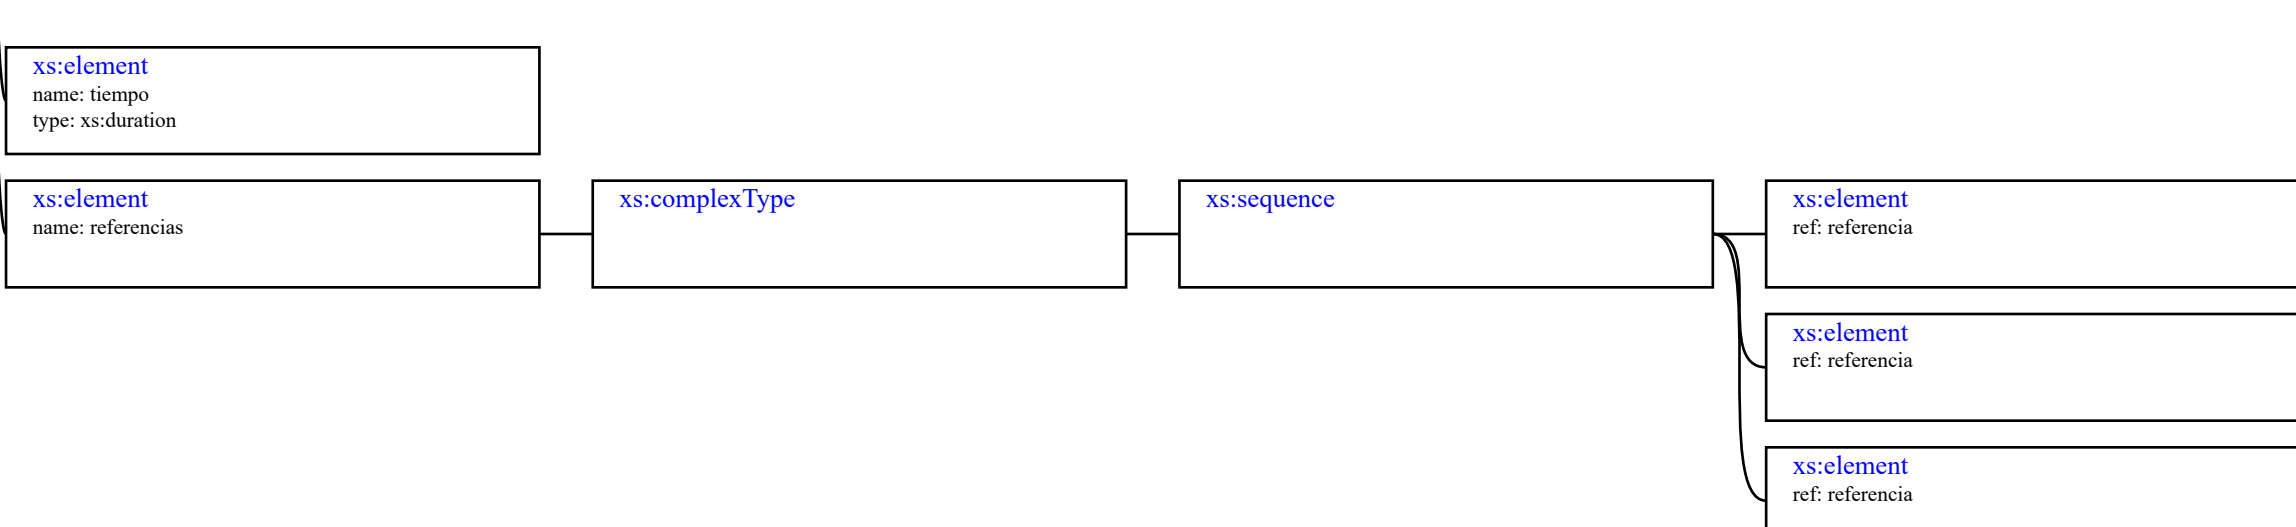 xs:element
name: tiempo
type: xs:duration
xs:element
name: referencias
xs:complexType
xs:sequence
xs:element
ref: referencia
xs:element
ref: referencia
xs:element
ref: referencia